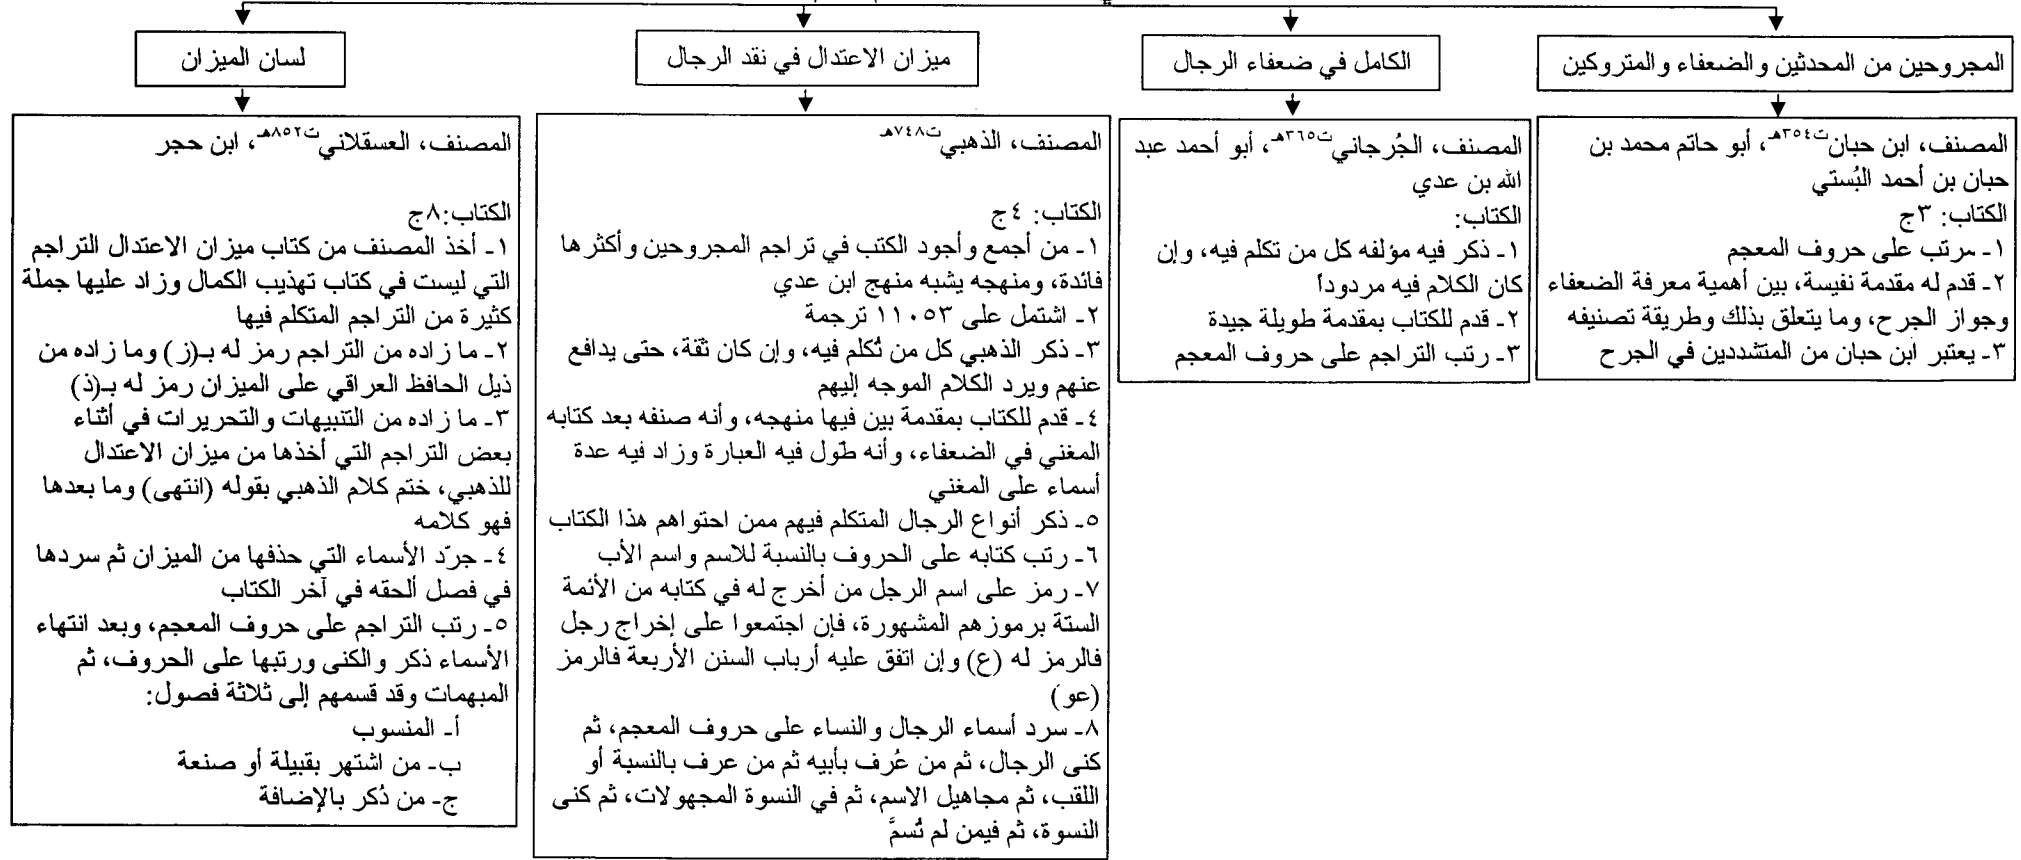 المجروحين من المحدثين والضعفاء والمتروكين
المصنف، ابن حبان ت٣٥٤هـ، أبو حاتم محمد بن
حبان بن أحمد البُستي
الكتاب: ٣ج
١- مرتب على حروف المعجم
٢- قدم له مقدمة نفيسة، بين أهمية معرفة الضعفاء
وجواز الجرح، وما يتعلق بذلك وطريقة تصنيفه
٣- يعتبر ابن حبان من المتشددين في الجرح
الكامل في ضعفاء الرجال
المصنف، الجُرجاني ت٣٦٥هـ، أبو أحمد عبد
الله بن عدي
الكتاب:
١- ذكر فيه مؤلفه كل من تكلم فيه، وإن
كان الكلام فيه مردوداً
٢- قدم للكتاب بمقدمة طويلة جيدة
٣- رتب التراجم على حروف المعجم
ميزان الاعتدال في نقد الرجال
المصنف، الذهبي ت٧٤٨هـ
الكتاب: ٤ج
١- من أجمع وأجود الكتب في تراجم المجروحين وأكثرها
فائدة، ومنهجه يشبه منهج ابن عدي
٢- اشتمل على ١١٠٥٣ ترجمة
٣- ذكر الذهبي كل من تُكلم فيه، وإن كان ثقة، حتى يدافع
عنهم ويرد الكلام الموجه إليهم
٤- قدم للكتاب بمقدمة بين فيها منهجه، وأنه صنفه بعد كتابه
المغني في الضعفاء، وأنه طوّل فيه العبارة وزاد فيه عدة
أسماء على المغني
٥- ذكر أنواع الرجال المتكلم فيهم ممن احتواهم هذا الكتاب
٦- رتب كتابه على الحروف بالنسبة للاسم واسم الأب
٧- رمز على اسم الرجل من أخرج له في كتابه من الأئمة
الستة برموزهم المشهورة، فإن اجتمعوا على إخراج رجل
فالرمز له (ع) وإن اتفق عليه أرباب السنن الأربعة فالرمز
(عو)
٨- سرد أسماء الرجال والنساء على حروف المعجم، ثم
كنى الرجال، ثم من عُرف بأبيه ثم من عرف بالنسبة أو
اللقب، ثم مجاهيل الاسم، ثم في النسوة المجهولات، ثم كنى
النسوة، ثم فيمن لم تُسمَّ
لسان الميزان
المصنف، العسقلاني ت٨٥٢هـ، ابن حجر
الكتاب:٨ج
١- أخذ المصنف من كتاب ميزان الاعتدال التراجم
التي ليست في كتاب تهذيب الكمال وزاد عليها جملة
كثيرة من التراجم المتكلم فيها
٢- ما زاده من التراجم رمز له بـ(ز) وما زاده من
ذيل الحافظ العراقي على الميزان رمز له بـ(ذ)
٣- ما زاده من التنبيهات والتحريرات في أثناء
بعض التراجم التي أخذها من ميزان الاعتدال
للذهبي، ختم كلام الذهبي بقوله (انتهى) وما بعدها
فهو كلامه
٤- جرّد الأسماء التي حذفها من الميزان ثم سردها
في فصل ألحقه في آخر الكتاب
٥- رتب التراجم على حروف المعجم، وبعد انتهاء
الأسماء ذكر والكنى ورتبها على الحروف، ثم
المبهمات وقد قسمهم إلى ثلاثة فصول:
أ- المنسوب
ب- من اشتهر بقبيلة أو صنعة
ج- من ذُكر بالإضافة